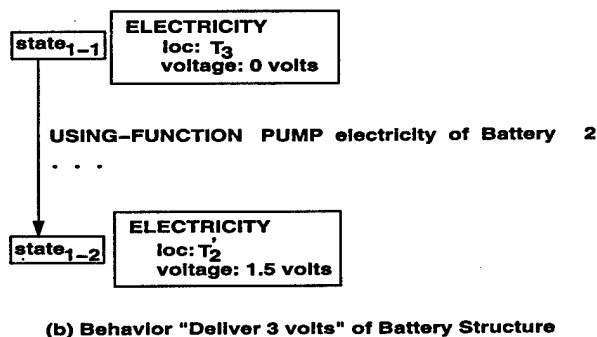 ELECTRICITY
state1-1
loc: T3
voltage: 0 volts
USING-FUNCTION PUMP electricity of Battery 2
. . .
ELECTRICITY
state1-2
loc: T2'
voltage: 1.5 volts
(b) Behavior "Deliver 3 volts" of Battery Structure